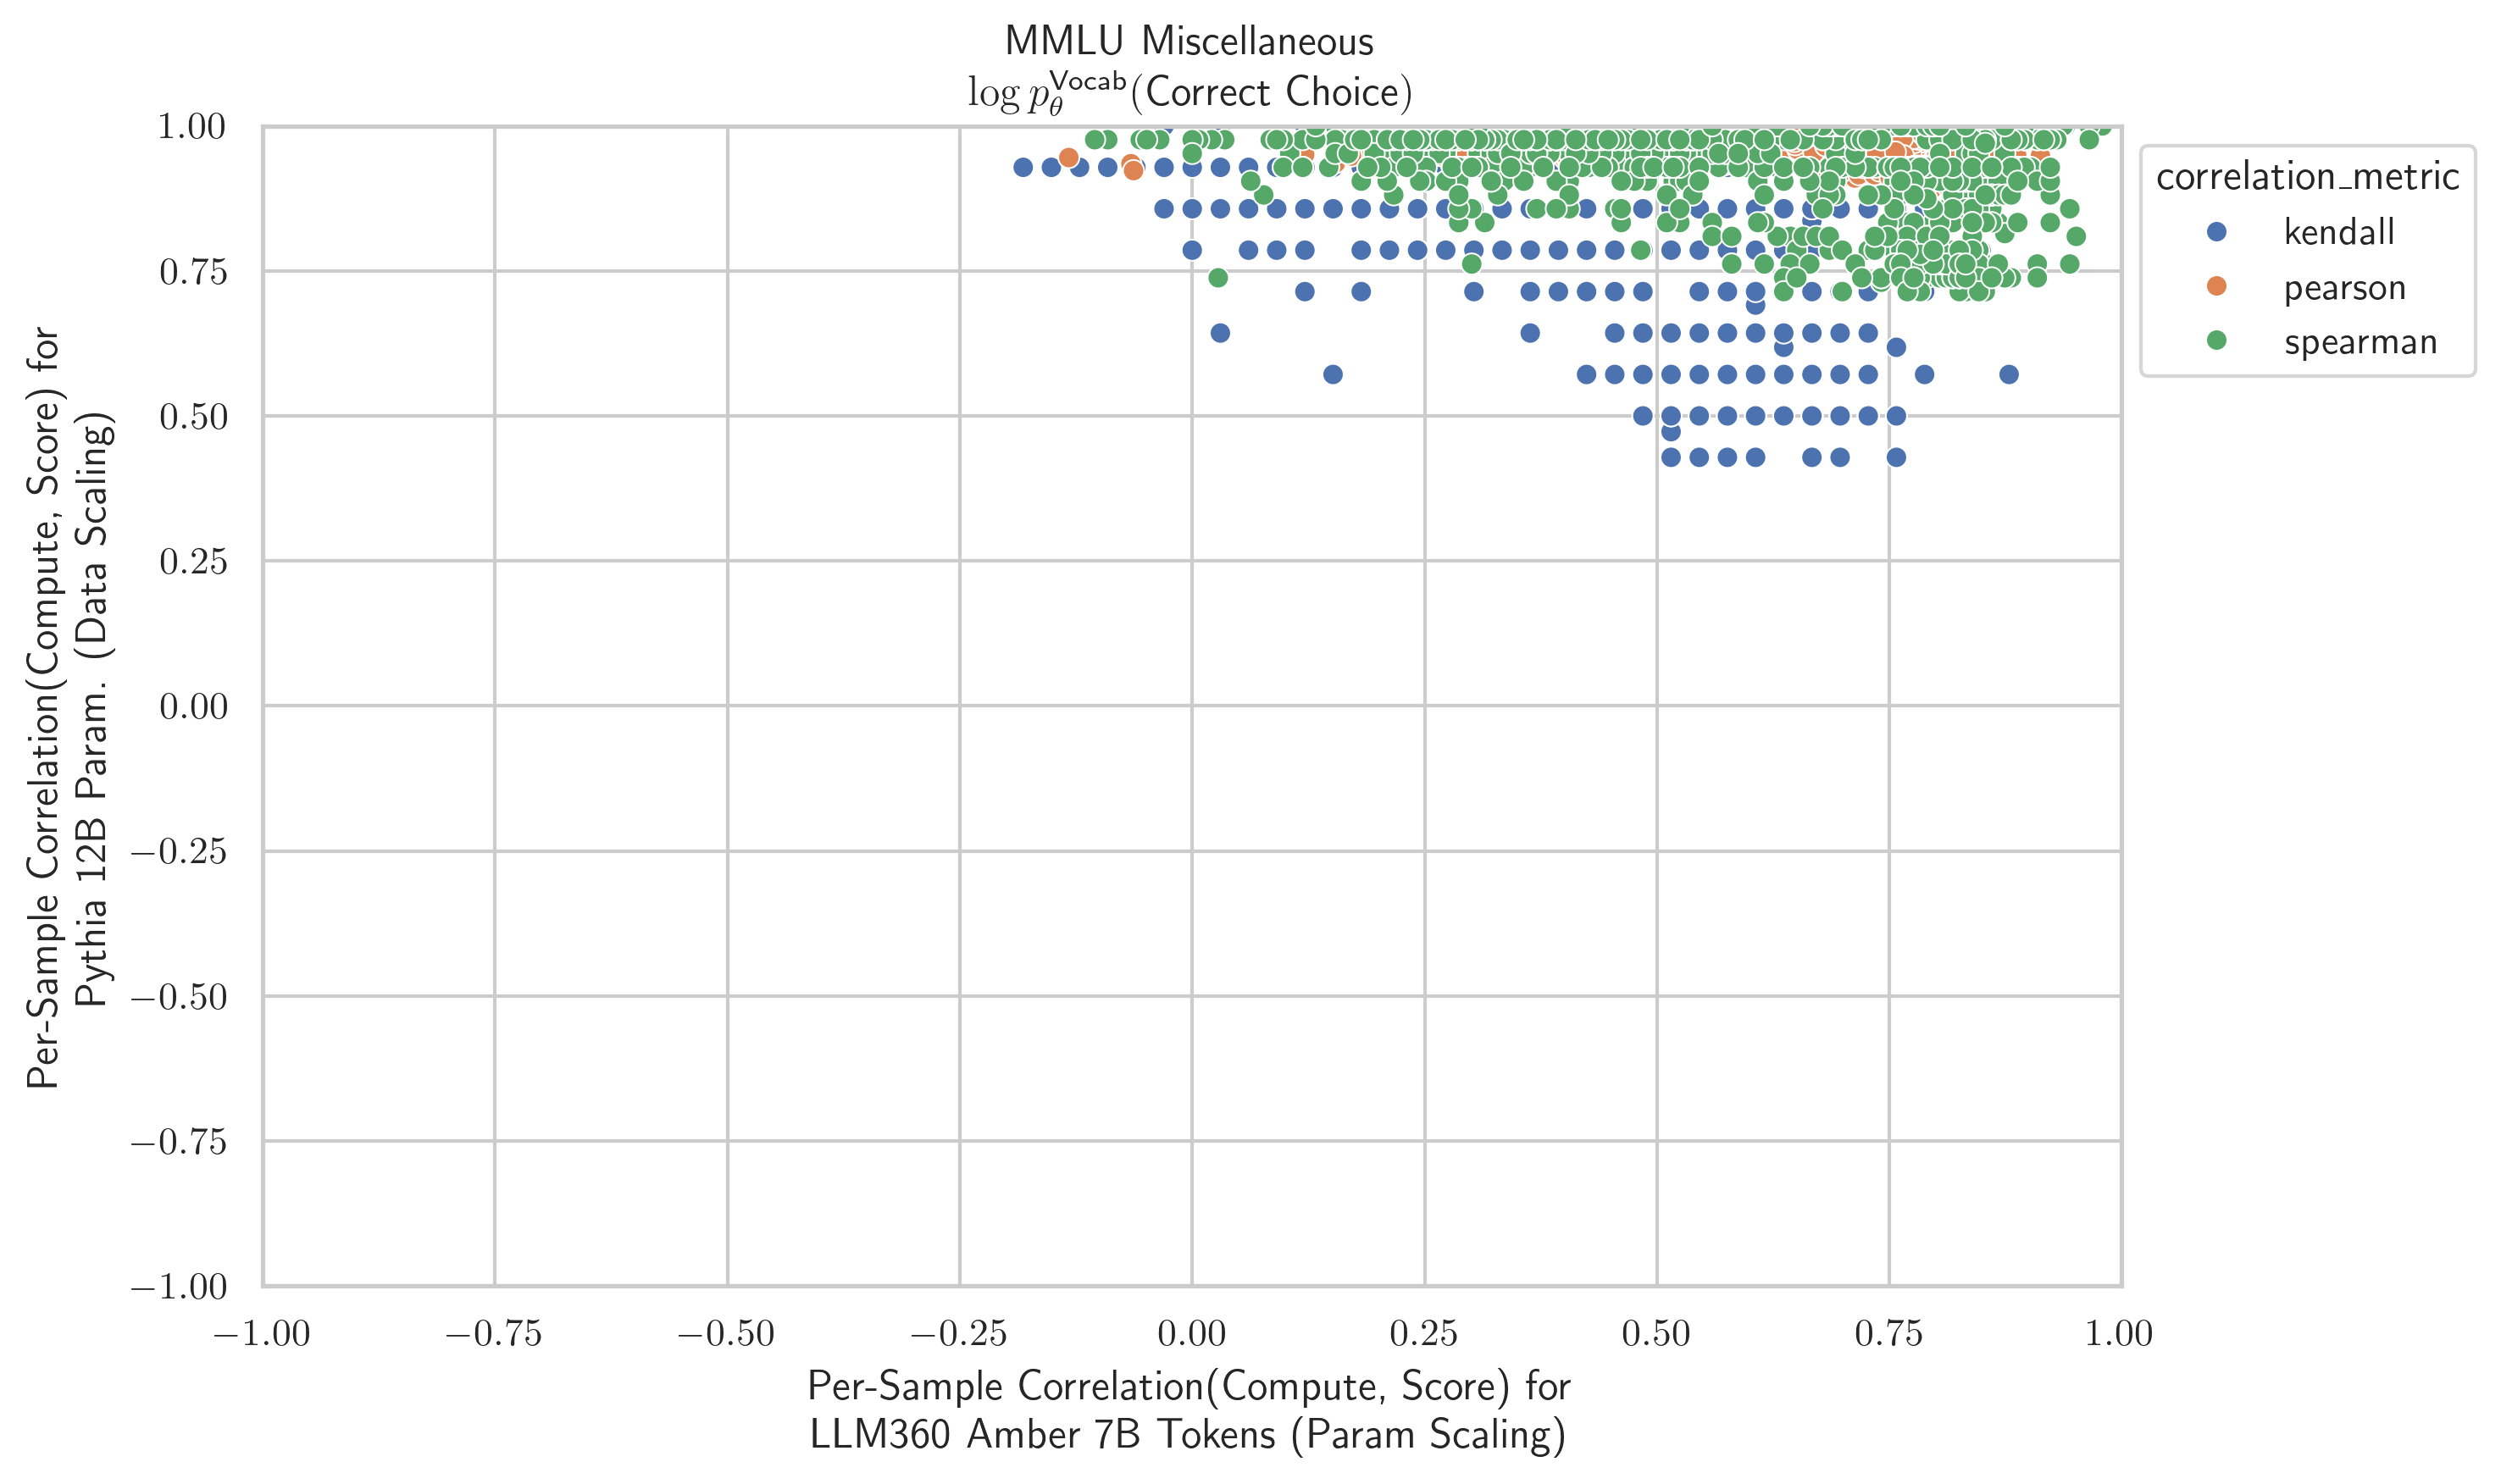 MMLU Miscellaneous
log p_θ^Vocab(Correct Choice)
1.00
0.75
0.50
0.25
0.00
−0.25
−0.50
−0.75
−1.00
Per-Sample Correlation(Compute, Score) for
Pythia 12B Param. (Data Scaling)
−1.00 −0.75 −0.50 −0.25 0.00 0.25 0.50 0.75 1.00
Per-Sample Correlation(Compute, Score) for
LLM360 Amber 7B Tokens (Param Scaling)
correlation_metric
kendall
pearson
spearman